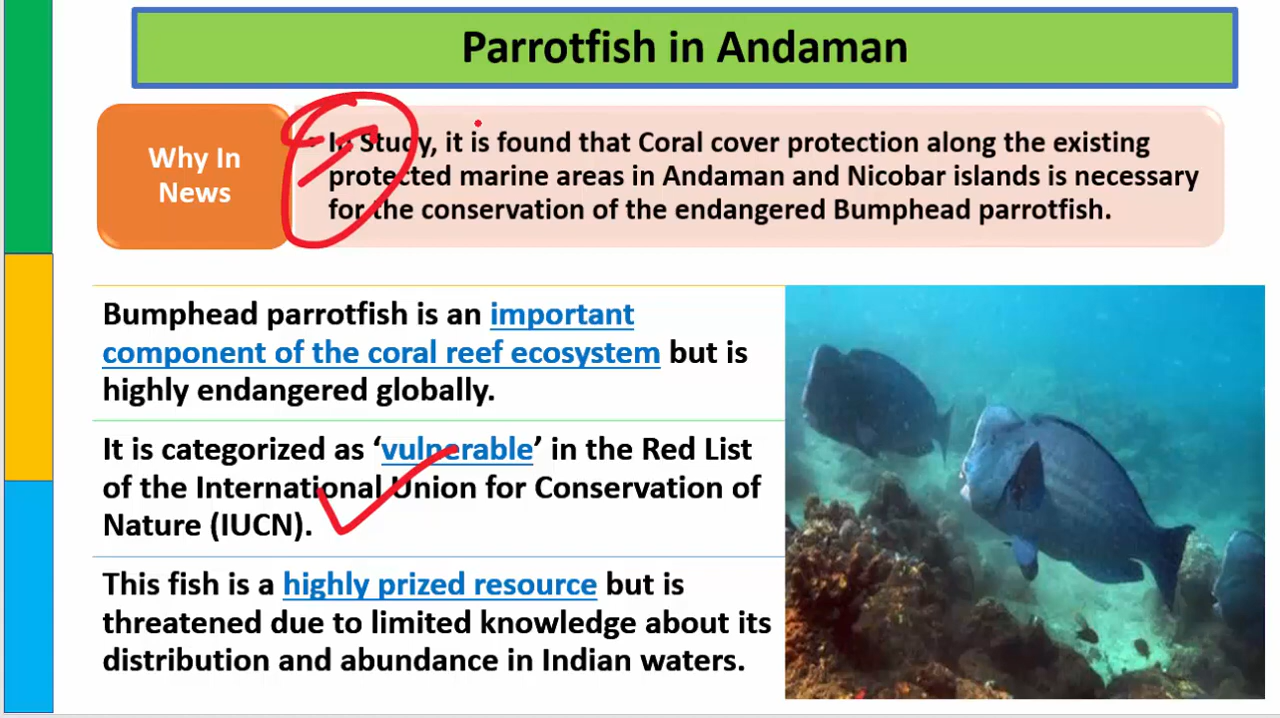 Parrotfish in Andaman
Why In
News
In Study, it is found that Coral cover protection along the existing
protected marine areas in Andaman and Nicobar islands is necessary
for the conservation of the endangered Bumphead parrotfish.
Bumphead parrotfish is an important
component of the coral reef ecosystem but is
highly endangered globally.
It is categorized as ‘vulnerable’ in the Red List
of the International Union for Conservation of
Nature (IUCN).
This fish is a highly prized resource but is
threatened due to limited knowledge about its
distribution and abundance in Indian waters.